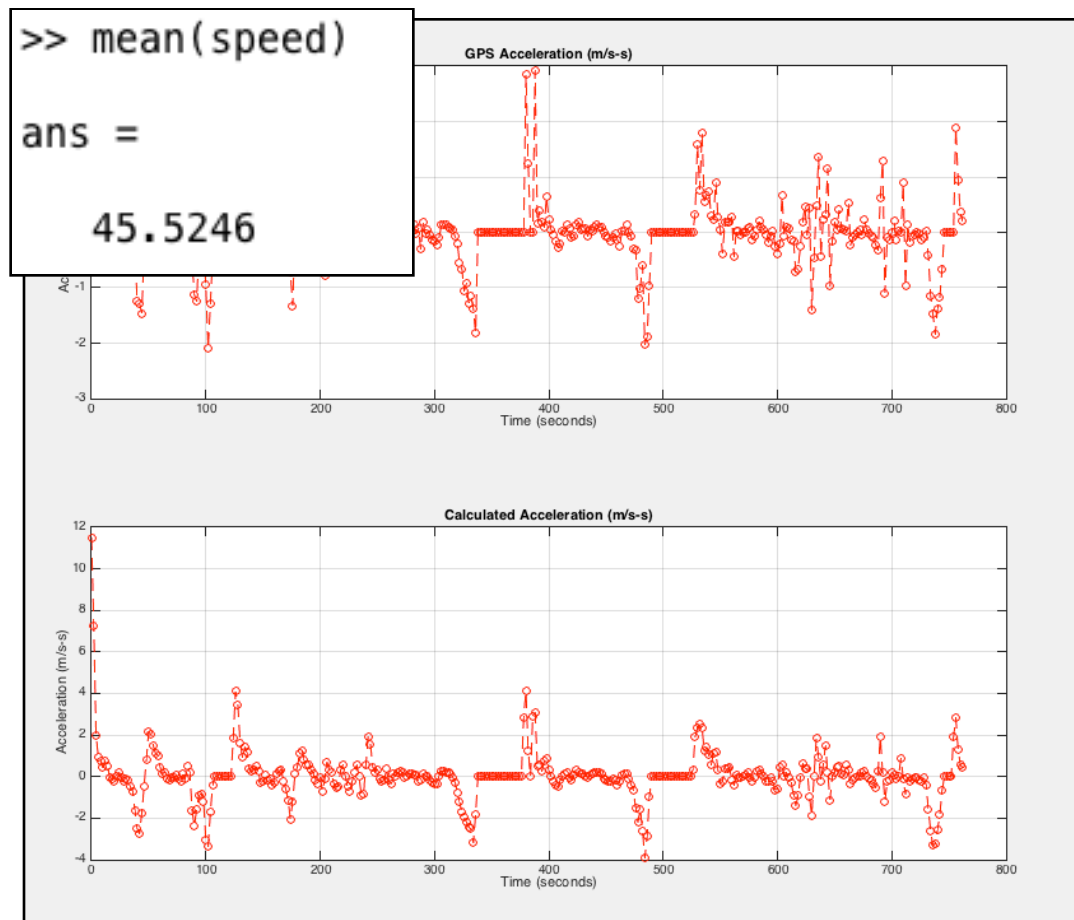 >> mean(speed)
ans =
45.5246
GPS Acceleration (m/s-s)
Ac
-1
-2
-3
0 100 200 300 400 500 600 700 800
Time (seconds)
Calculated Acceleration (m/s-s)
Acceleration (m/s-s)
12
10
8
6
4
2
0
-2
-4
0 100 200 300 400 500 600 700 800
Time (seconds)